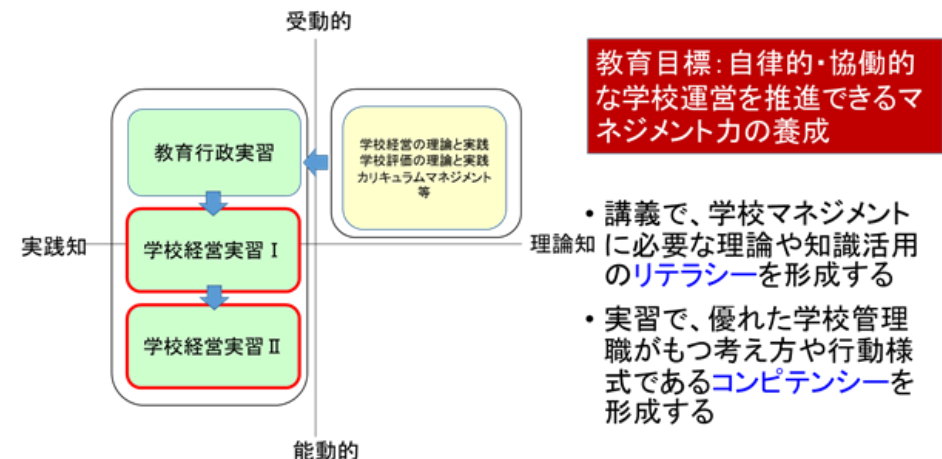 受動的
教育行政実習
学校経営の理論と実践
学校評価の理論と実践
カリキュラムマネジメント
等
実践知
学校経営実習Ⅰ
理論知
学校経営実習Ⅱ
能動的
教育目標：自律的・協働的
な学校運営を推進できるマ
ネジメント力の養成
• 講義で、学校マネジメント
に必要な理論や知識活用
のリテラシーを形成する
• 実習で、優れた学校管理
職がもつ考え方や行動様
式であるコンピテンシーを
形成する